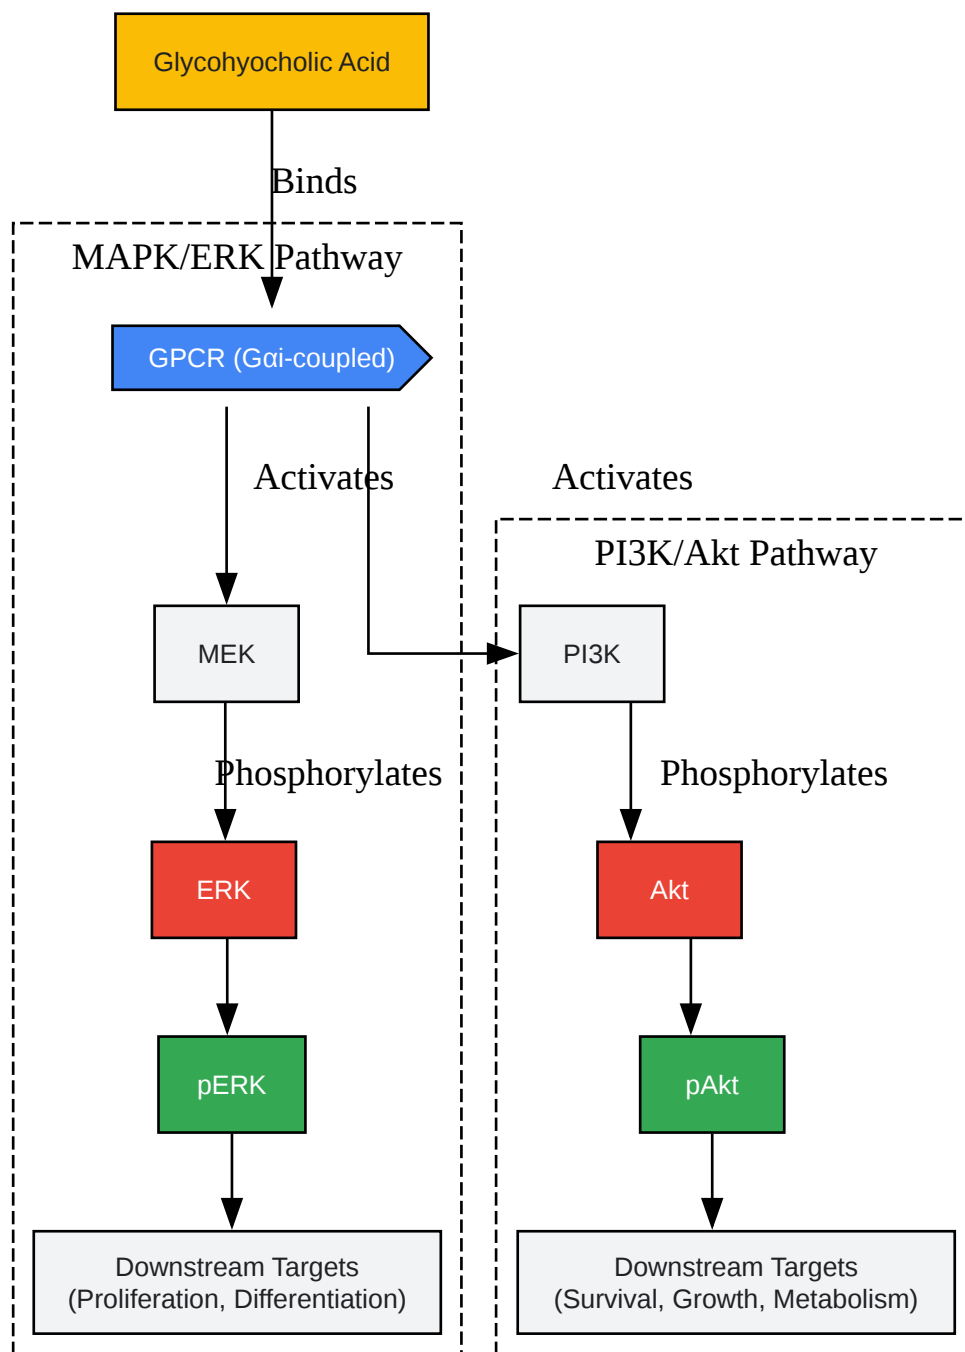 Glycohyocholic Acid
Binds
MAPK/ERK Pathway
GPCR (Gαi-coupled)
Activates
Activates
PI3K/Akt Pathway
MEK
PI3K
Phosphorylates
Phosphorylates
ERK
Akt
pERK
pAkt
Downstream Targets
(Proliferation, Differentiation)
Downstream Targets
(Survival, Growth, Metabolism)